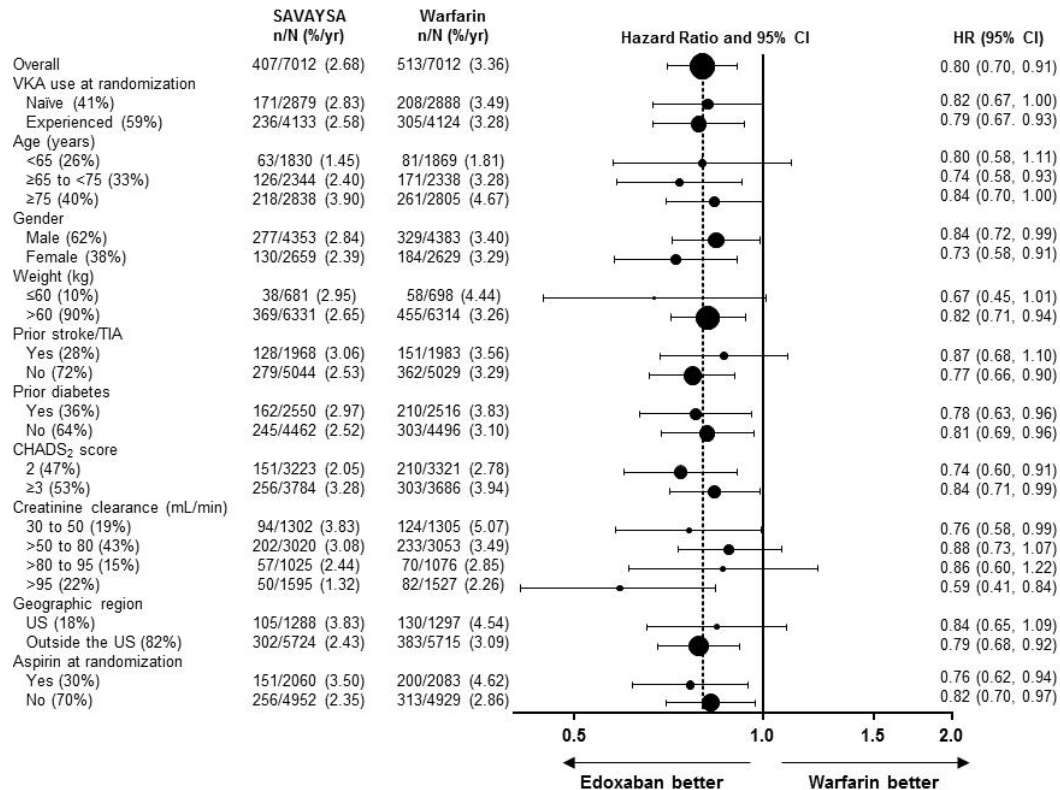 SAVAYSA Warfarin
n/N (%/yr) n/N (%/yr) Hazard Ratio and 95% CI HR (95% CI)
Overall 407/7012 (2.68) 513/7012 (3.36) 0.80 (0.70, 0.91)
VKA use at randomization
Naïve (41%) 171/2879 (2.83) 208/2888 (3.49) 0.82 (0.67, 1.00)
Experienced (59%) 236/4133 (2.58) 305/4124 (3.28) 0.79 (0.67. 0.93)
Age (years)
<65 (26%) 63/1830 (1.45) 81/1869 (1.81) 0.80 (0.58, 1.11)
≥65 to <75 (33%) 126/2344 (2.40) 171/2338 (3.28) 0.74 (0.58, 0.93)
≥75 (40%) 218/2838 (3.90) 261/2805 (4.67) 0.84 (0.70, 1.00)
Gender
Male (62%) 277/4353 (2.84) 329/4383 (3.40) 0.84 (0.72, 0.99)
Female (38%) 130/2659 (2.39) 184/2629 (3.29) 0.73 (0.58, 0.91)
Weight (kg)
≤60 (10%) 38/681 (2.95) 58/698 (4.44) 0.67 (0.45, 1.01)
>60 (90%) 369/6331 (2.65) 455/6314 (3.26) 0.82 (0.71, 0.94)
Prior stroke/TIA
Yes (28%) 128/1968 (3.06) 151/1983 (3.56) 0.87 (0.68, 1.10)
No (72%) 279/5044 (2.53) 362/5029 (3.29) 0.77 (0.66, 0.90)
Prior diabetes
Yes (36%) 162/2550 (2.97) 210/2516 (3.83) 0.78 (0.63, 0.96)
No (64%) 245/4462 (2.52) 303/4496 (3.10) 0.81 (0.69, 0.96)
CHADS₂ score
2 (47%) 151/3223 (2.05) 210/3321 (2.78) 0.74 (0.60, 0.91)
≥3 (53%) 256/3784 (3.28) 303/3686 (3.94) 0.84 (0.71, 0.99)
Creatinine clearance (mL/min)
30 to 50 (19%) 94/1302 (3.83) 124/1305 (5.07) 0.76 (0.58, 0.99)
>50 to 80 (43%) 202/3020 (3.08) 233/3053 (3.49) 0.88 (0.73, 1.07)
>80 to 95 (15%) 57/1025 (2.44) 70/1076 (2.85) 0.86 (0.60, 1.22)
>95 (22%) 50/1595 (1.32) 82/1527 (2.26) 0.59 (0.41, 0.84)
Geographic region
US (18%) 105/1288 (3.83) 130/1297 (4.54) 0.84 (0.65, 1.09)
Outside the US (82%) 302/5724 (2.43) 383/5715 (3.09) 0.79 (0.68, 0.92)
Aspirin at randomization
Yes (30%) 151/2060 (3.50) 200/2083 (4.62) 0.76 (0.62, 0.94)
No (70%) 256/4952 (2.35) 313/4929 (2.86) 0.82 (0.70, 0.97)
0.5 1.0 1.5 2.0
Edoxaban better Warfarin better